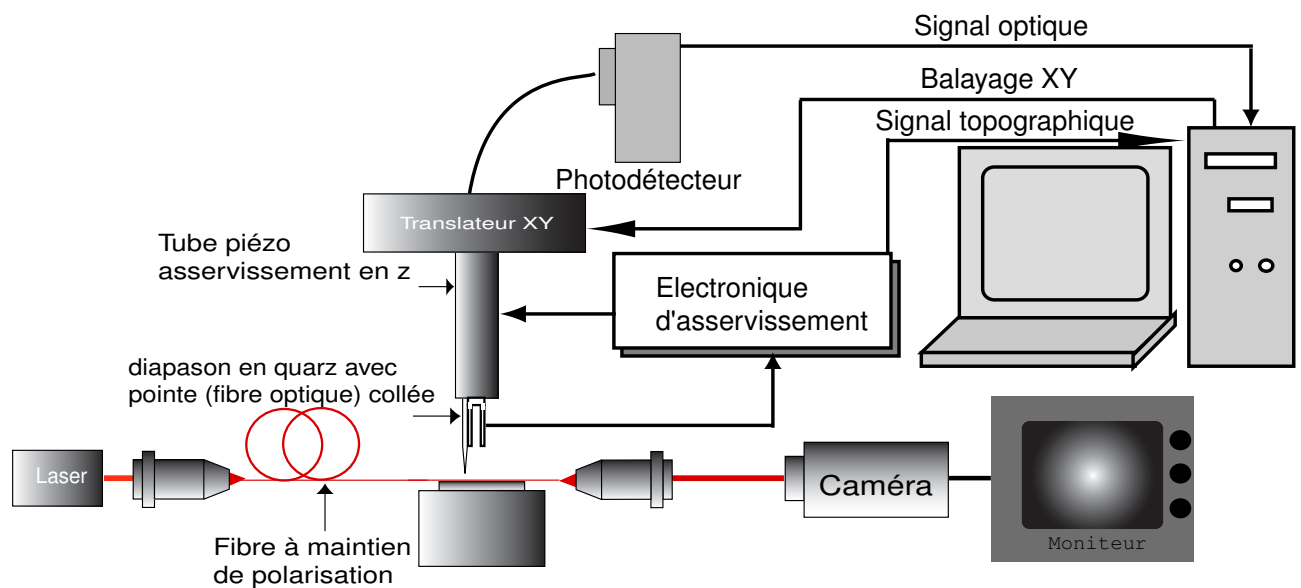 Signal optique
Balayage XY
Signal topographique
Photodétecteur
Translateur XY
Tube piézo
asservissement en z
Electronique
d'asservissement
diapason en quarz avec
pointe (fibre optique) collée
Laser
Caméra
Moniteur
Fibre à maintien
de polarisation